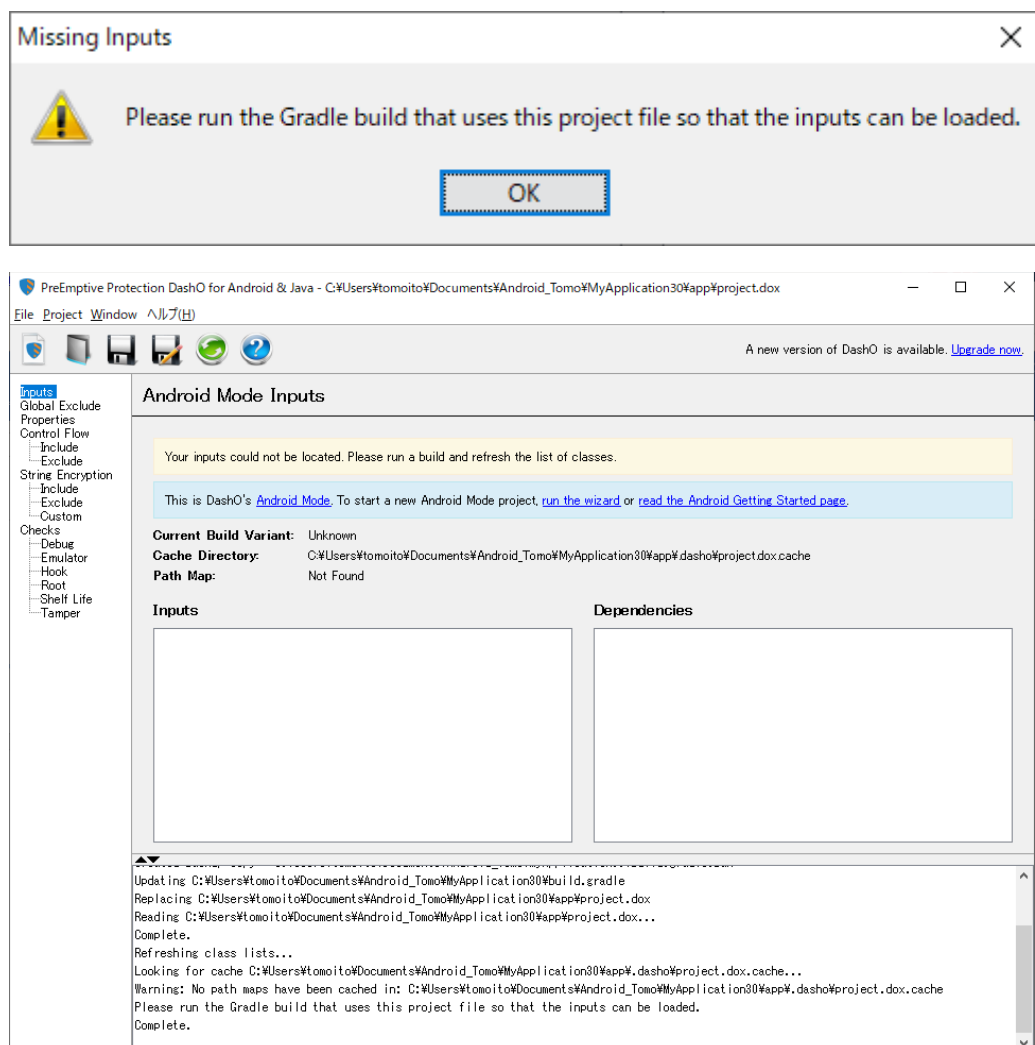 Missing Inputs
Please run the Gradle build that uses this project file so that the inputs can be loaded.
OK
PreEmptive Protection DashO for Android & Java - C:¥Users¥tomoito¥Documents¥Android_Tomo¥MyApplication30¥app¥project.dox
File Project Window ヘルプ(H)
A new version of DashO is available. Upgrade now.
Inputs
Global Exclude
Properties
Control Flow
Include
Exclude
String Encryption
Include
Exclude
Custom
Checks
Debug
Emulator
Hook
Root
Shelf Life
Tamper
Android Mode Inputs
Your inputs could not be located. Please run a build and refresh the list of classes.
This is DashO's Android Mode. To start a new Android Mode project, run the wizard or read the Android Getting Started page.
Current Build Variant: Unknown
Cache Directory: C:¥Users¥tomoito¥Documents¥Android_Tomo¥MyApplication30¥app¥.dasho¥project.dox.cache
Path Map: Not Found
Inputs
Dependencies
Updating C:¥Users¥tomoito¥Documents¥Android_Tomo¥MyApplication30¥build.gradle
Replacing C:¥Users¥tomoito¥Documents¥Android_Tomo¥MyApplication30¥app¥project.dox
Reading C:¥Users¥tomoito¥Documents¥Android_Tomo¥MyApplication30¥app¥project.dox...
Complete.
Refreshing class lists...
Looking for cache C:¥Users¥tomoito¥Documents¥Android_Tomo¥MyApplication30¥app¥.dasho¥project.dox.cache...
Warning: No path maps have been cached in: C:¥Users¥tomoito¥Documents¥Android_Tomo¥MyApplication30¥app¥.dasho¥project.dox.cache
Please run the Gradle build that uses this project file so that the inputs can be loaded.
Complete.